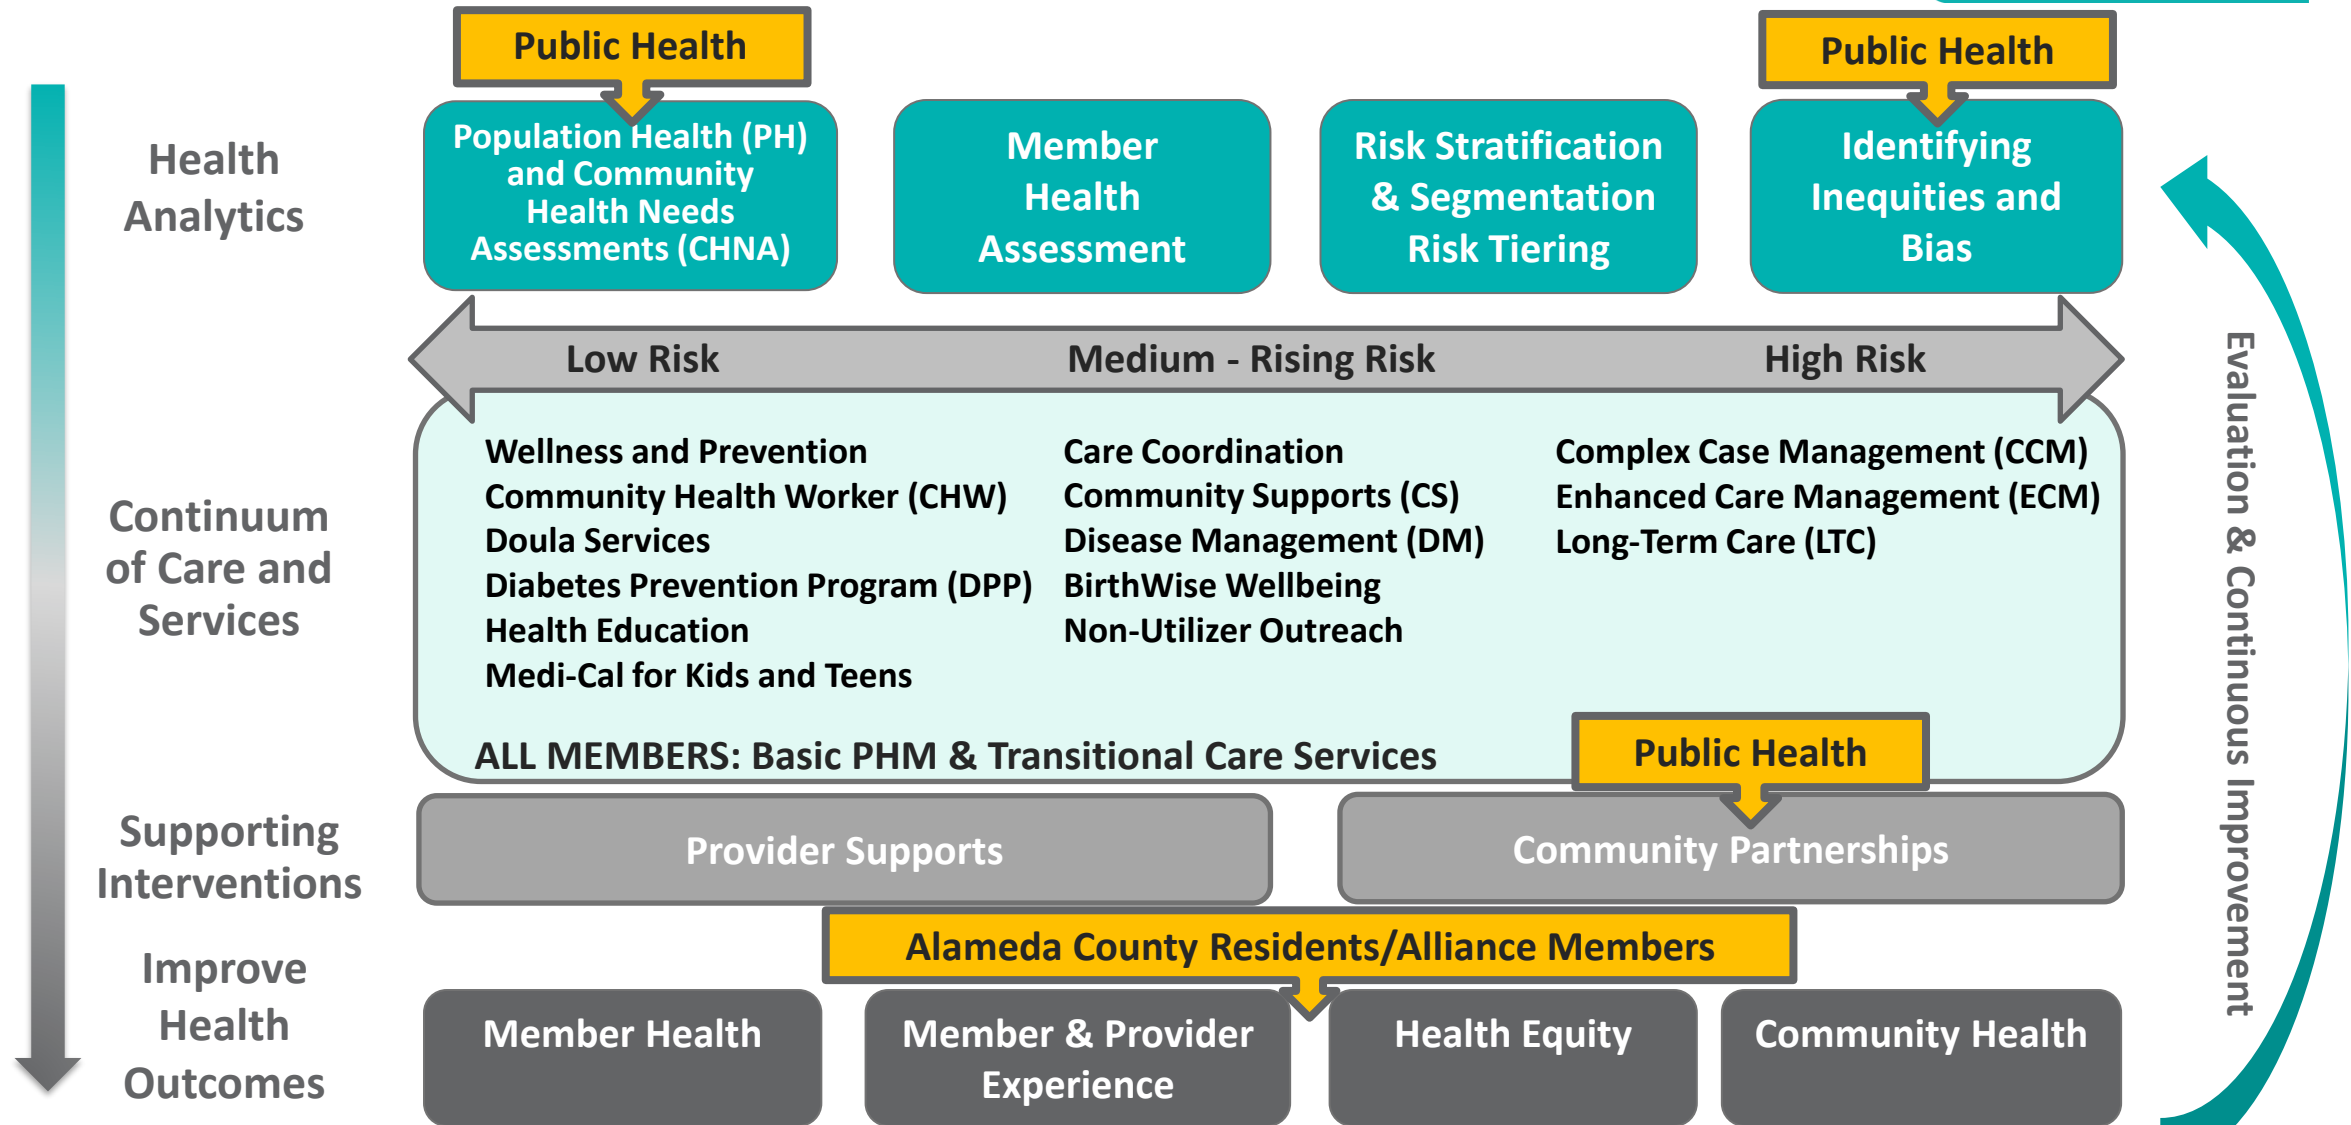 Public Health
Public Health
Health
Analytics
Population Health (PH)
and Community
Health Needs
Assessments (CHNA)
Member
Health
Assessment
Risk Stratification
& Segmentation
Risk Tiering
Identifying
Inequities and
Bias
Low Risk
Medium - Rising Risk
High Risk
Continuum
of Care and
Services
Wellness and Prevention
Community Health Worker (CHW)
Doula Services
Diabetes Prevention Program (DPP)
Health Education
Medi-Cal for Kids and Teens
Care Coordination
Community Supports (CS)
Disease Management (DM)
BirthWise Wellbeing
Non-Utilizer Outreach
Complex Case Management (CCM)
Enhanced Care Management (ECM)
Long-Term Care (LTC)
ALL MEMBERS: Basic PHM & Transitional Care Services
Public Health
Supporting
Interventions
Provider Supports
Community Partnerships
Alameda County Residents/Alliance Members
Improve
Health
Outcomes
Member Health
Member & Provider
Experience
Health Equity
Community Health
Evaluation & Continuous Improvement